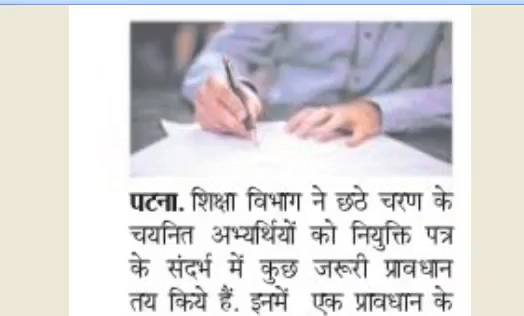 पटना. शिक्षा विभाग ने छठे चरण के
चयनित अभ्यर्थियों को नियुक्ति पत्र
के संदर्भ में कुछ जरूरी प्रावधान
तय किये हैं. इनमें एक प्रावधान के